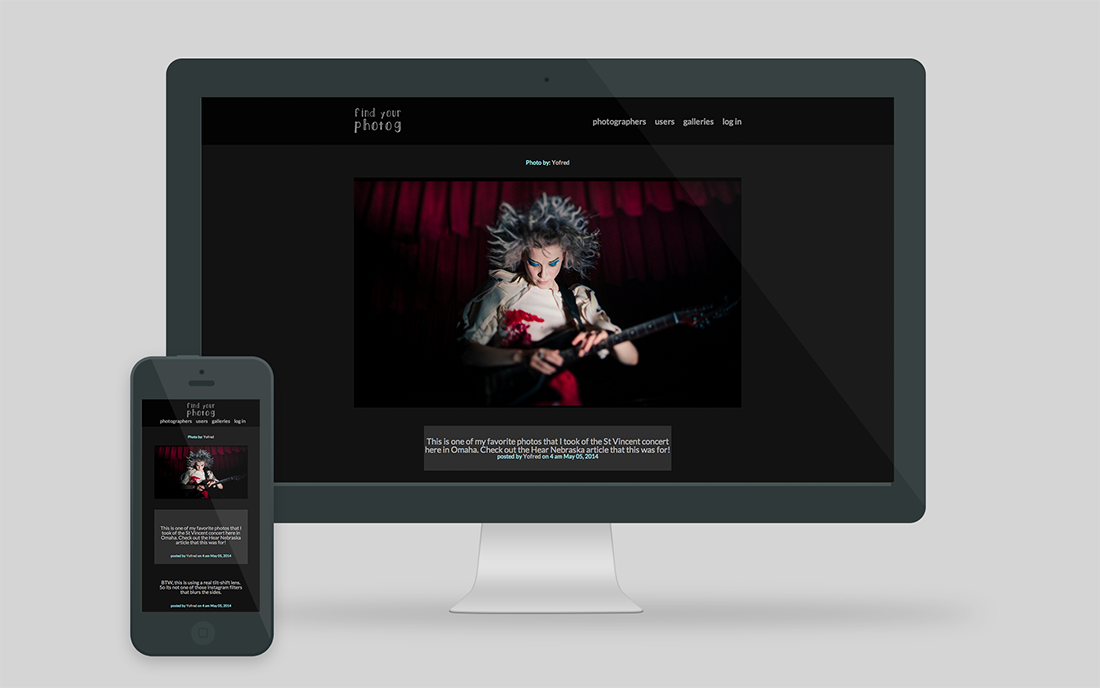 find your
photog
photographers users galleries log in
Photo by: Yofred
This is one of my favorite photos that I took of the St Vincent concert
here in Omaha. Check out the Hear Nebraska article that this was for!
posted by Yofred on 4 am May 05, 2014
find your
photog
photographers users galleries log in
Photo by: Yofred
This is one of my favorite photos that I
took of the St Vincent concert here in
Omaha. Check out the Hear Nebraska
article that this was for!
posted by Yofred on 4 am May 05, 2014
BTW, this is using a real tilt-shift lens.
So its not one of those instagram filters
that blurs the sides.
posted by Yofred on 4 am May 05, 2014